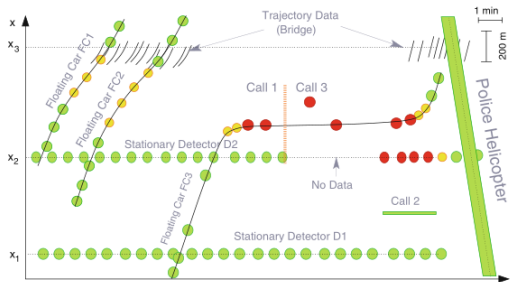 x
Trajectory Data
(Bridge)
1 min
x3
200 m
Floating Car FC1
Floating Car FC2
Call 1
Call 3
Police Helicopter
Stationary Detector D2
x2
No Data
Floating Car FC3
Call 2
Stationary Detector D1
x1